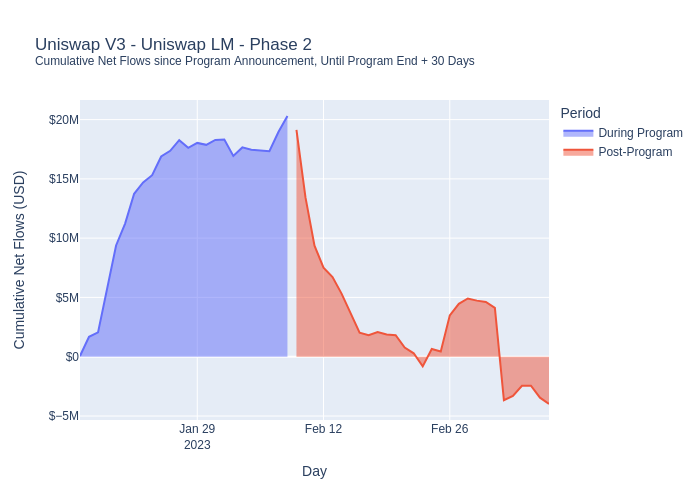 Uniswap V3 - Uniswap LM - Phase 2
Cumulative Net Flows since Program Announcement, Until Program End + 30 Days
Period
During Program
Post-Program
Cumulative Net Flows (USD)
$20M
$15M
$10M
$5M
$0
$−5M
Jan 29
2023
Feb 12
Feb 26
Day